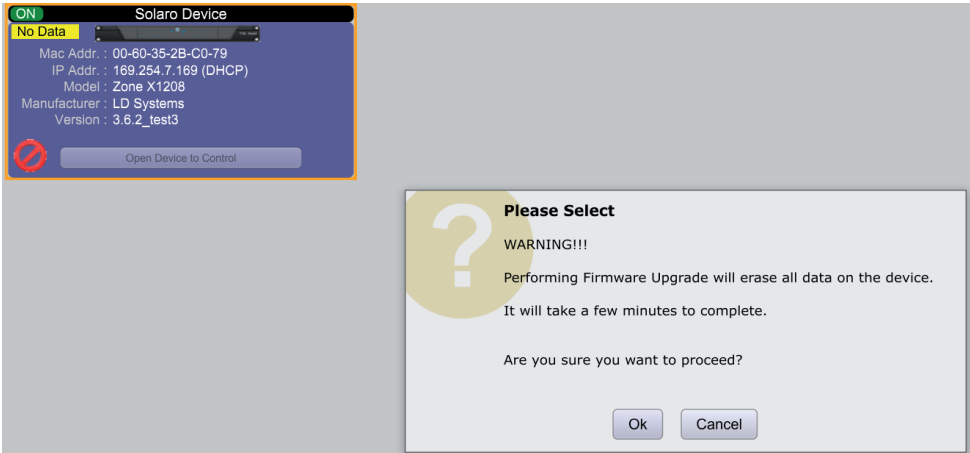 ON Solaro Device
No Data
Mac Addr. : 00-60-35-2B-C0-79
IP Addr. : 169.254.7.169 (DHCP)
Model : Zone X1208
Manufacturer : LD Systems
Version : 3.6.2_test3
Open Device to Control
?
Please Select
WARNING!!!
Performing Firmware Upgrade will erase all data on the device.
It will take a few minutes to complete.
Are you sure you want to proceed?
Ok Cancel